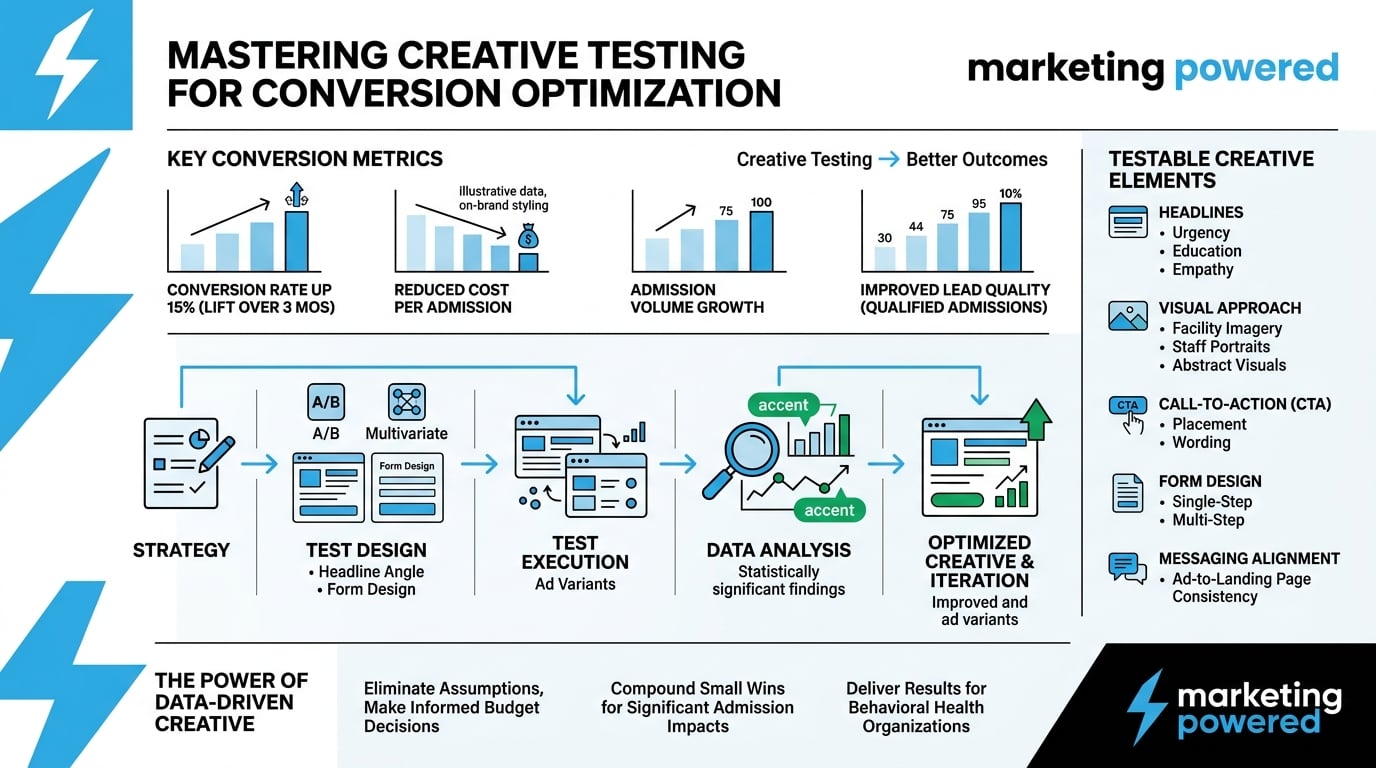 MASTERING CREATIVE TESTING
FOR CONVERSION OPTIMIZATION
marketing powered
KEY CONVERSION METRICS
Creative Testing → Better Outcomes
CONVERSION RATE UP
15% (LIFT OVER 3 MOS)
illustrative data,
on-brand styling
$
REDUCED COST
PER ADMISSION
75
100
ADMISSION
VOLUME GROWTH
30
44
75
95
10%
IMPROVED LEAD QUALITY
(QUALIFIED ADMISSIONS)
TESTABLE CREATIVE
ELEMENTS
HEADLINES
• Urgency
• Education
• Empathy
VISUAL APPROACH
• Facility Imagery
• Staff Portraits
• Abstract Visuals
CTA
CALL-TO-ACTION (CTA)
• Placement
• Wording
FORM DESIGN
• Single-Step
• Multi-Step
MESSAGING ALIGNMENT
• Ad-to-Landing Page
Consistency
STRATEGY
A/B
A/B
Multivariate
Form Design
TEST DESIGN
• Headline Angle
• Form Design
TEST
EXECUTION
Ad Variants
accent
accent
DATA ANALYSIS
Statistically
significant findings
OPTIMIZED
CREATIVE &
ITERATION
Improved and
ad variants
THE POWER OF
DATA-DRIVEN
CREATIVE
Eliminate Assumptions,
Make Informed Budget
Decisions
Compound Small Wins
for Significant Admission
Impacts
Deliver Results for
Behavioral Health
Organizations
marketing
powered